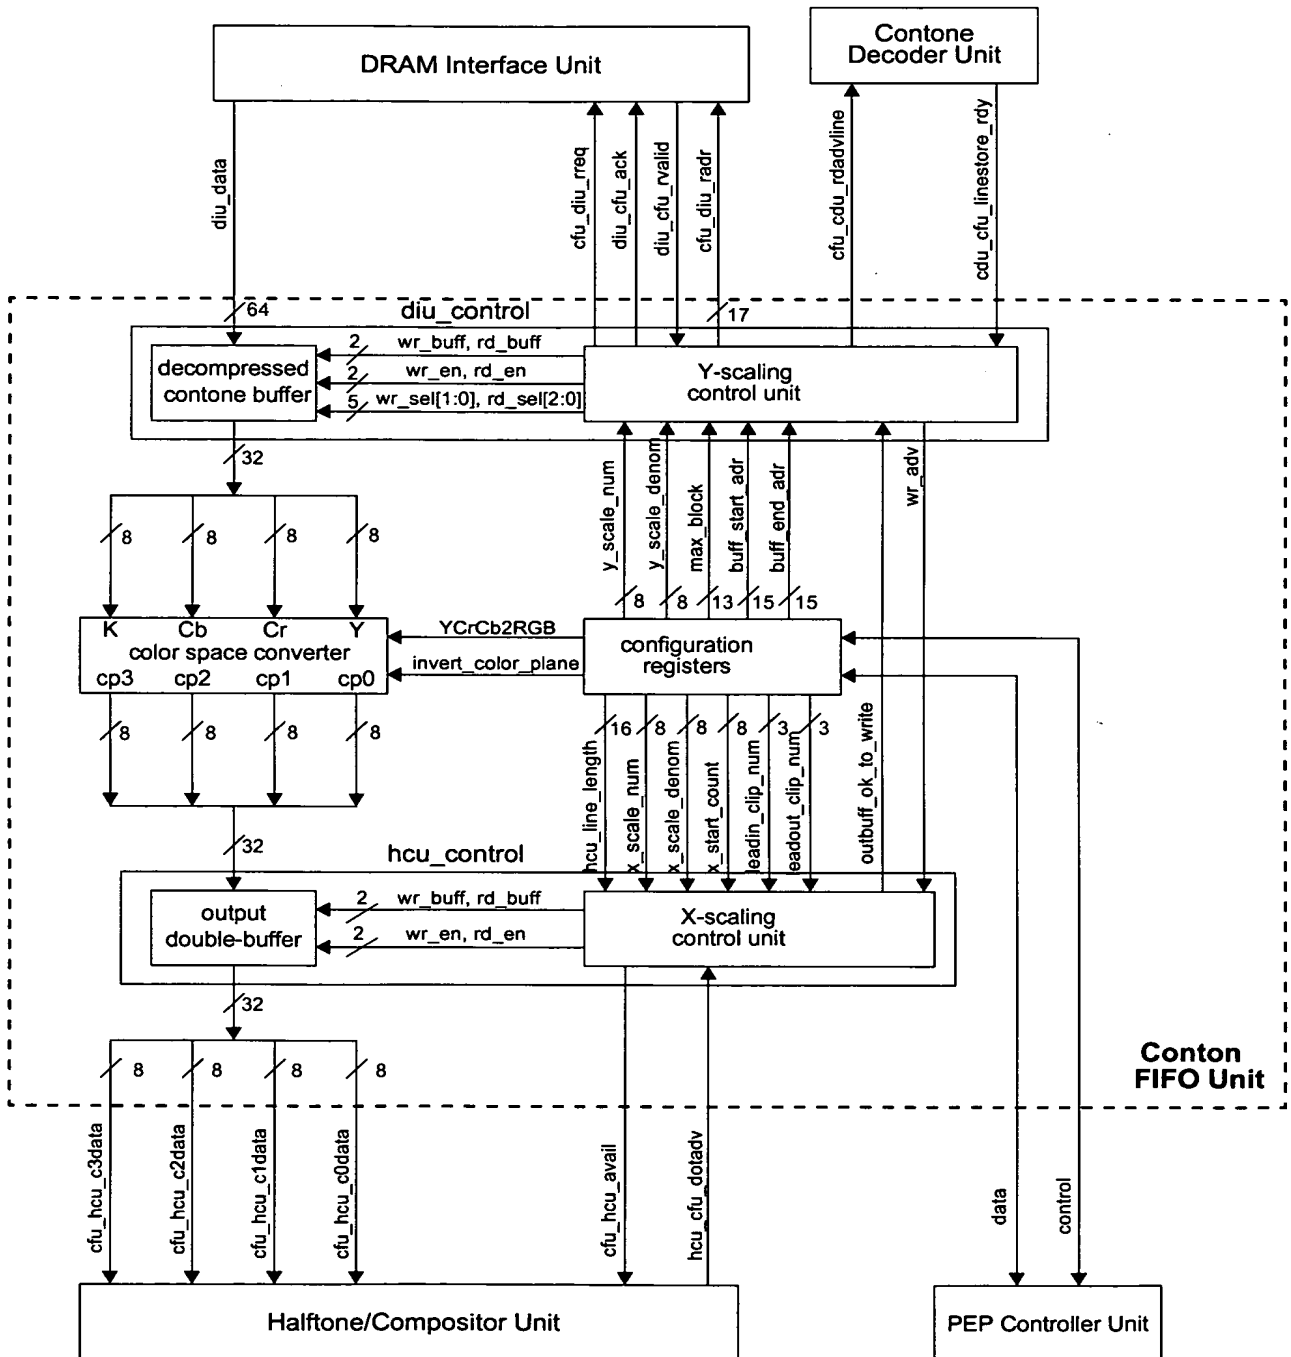 Contone
Decoder Unit
DRAM Interface Unit
diu_data
cfu_diu_rreq
diu_cfu_ack
diu_cfu_rvalid
cfu_diu_radr
cfu_cdu_rdadvline
cdu_cfu_linestore_rdy
64
diu_control
17
decompressed
contone buffer
2
wr_buff, rd_buff
2
wr_en, rd_en
5
wr_sel[1:0], rd_sel[2:0]
Y-scaling
control unit
32
y_scale_num
y_scale_denom
max_block
buff_start_adr
buff_end_adr
wr_adv
8
8
8
8
8
8
13
15
15
K
Cb
Cr
Y
color space converter
cp3
cp2
cp1
cp0
YCrCb2RGB
invert_color_plane
configuration
registers
8
8
8
8
16
8
8
8
3
3
hcu_line_length
x_scale_num
x_scale_denom
x_start_count
leadin_clip_num
leadout_clip_num
outbuff_ok_to_write
32
hcu_control
output
double-buffer
2
wr_buff, rd_buff
2
wr_en, rd_en
X-scaling
control unit
32
8
8
8
8
Conton
FIFO Unit
cfu_hcu_c3data
cfu_hcu_c2data
cfu_hcu_c1data
cfu_hcu_c0data
cfu_hcu_avail
hcu_cfu_dotadv
data
control
Halftone/Compositor Unit
PEP Controller Unit